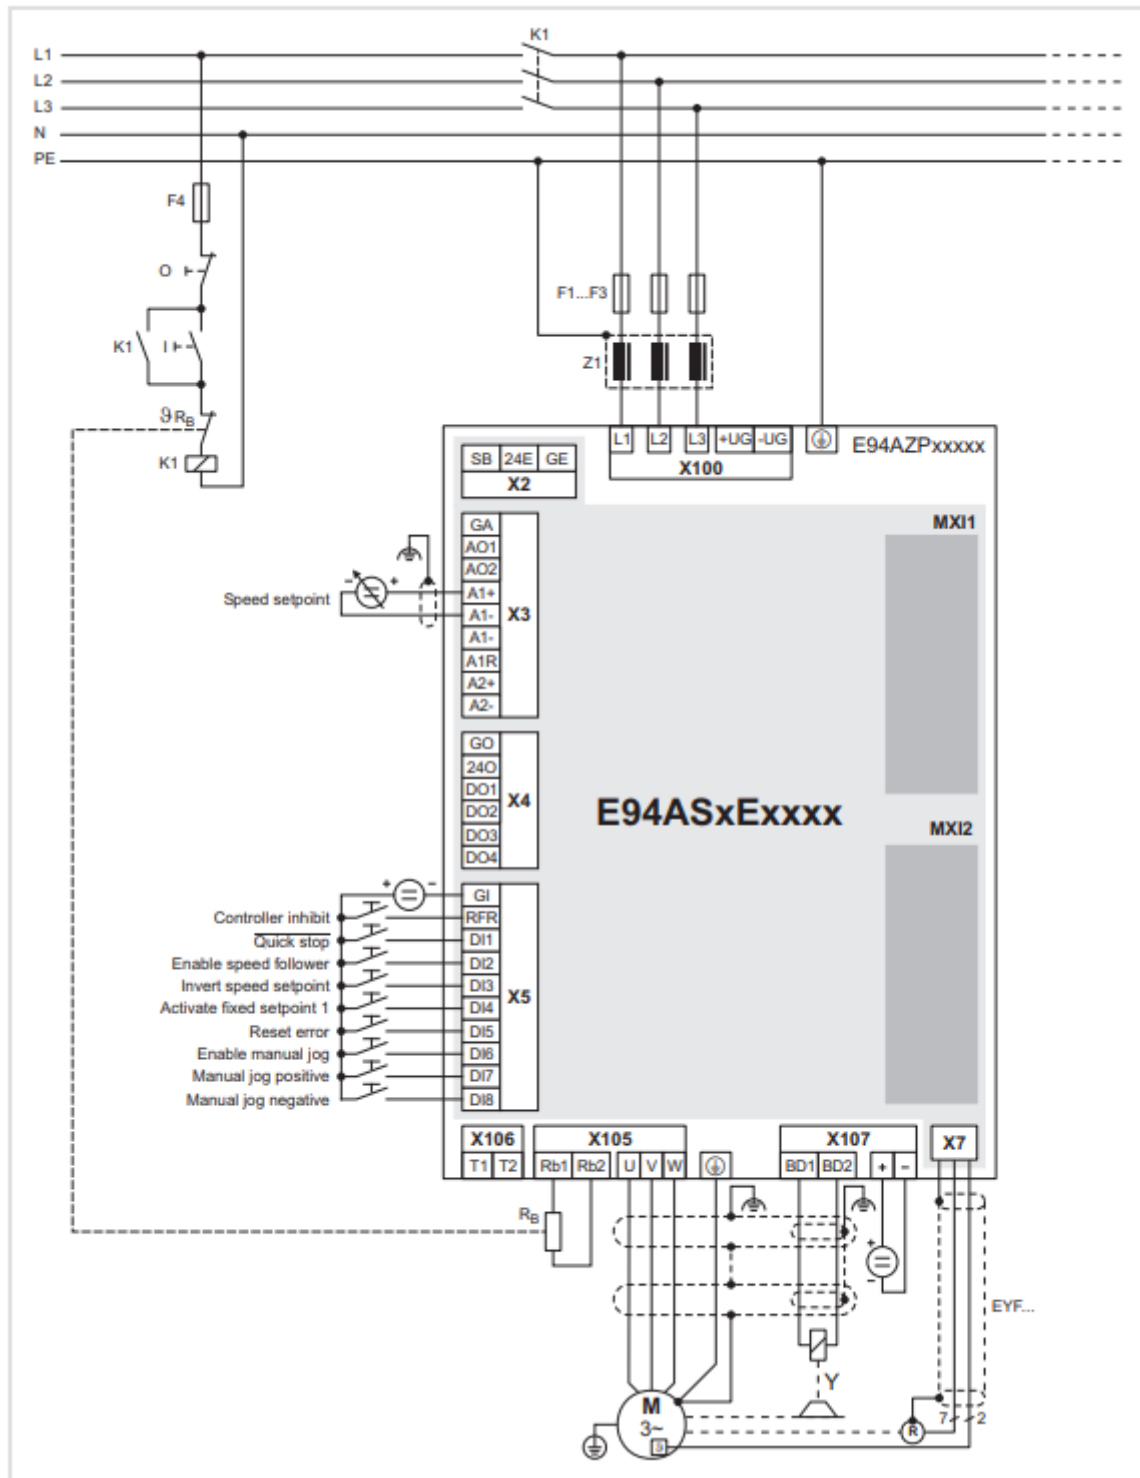 K1
L1
L2
L3
N
PE
F4
O
F1...F3
K1
I
Z1
ϑ RB
K1
L1 L2 L3 +UG -UG
X100
E94AZPxxxxx
SB 24E GE
X2
MXI1
GA
AO1
AO2
A1+
A1-
A1-
A1R
A2+
A2-
X3
Speed setpoint
+
-
GO
24O
DO1
DO2
DO3
DO4
X4
E94ASxExxxx
MXI2
+
-
GI
RFR
DI1
DI2
DI3
DI4
DI5
DI6
DI7
DI8
X5
Controller inhibit
Quick stop
Enable speed follower
Invert speed setpoint
Activate fixed setpoint 1
Reset error
Enable manual jog
Manual jog positive
Manual jog negative
X106
T1 T2
X105
Rb1 Rb2 U V W
X107
BD1 BD2 + -
X7
RB
+
-
EYF...
Y
M
3~
7 2
R